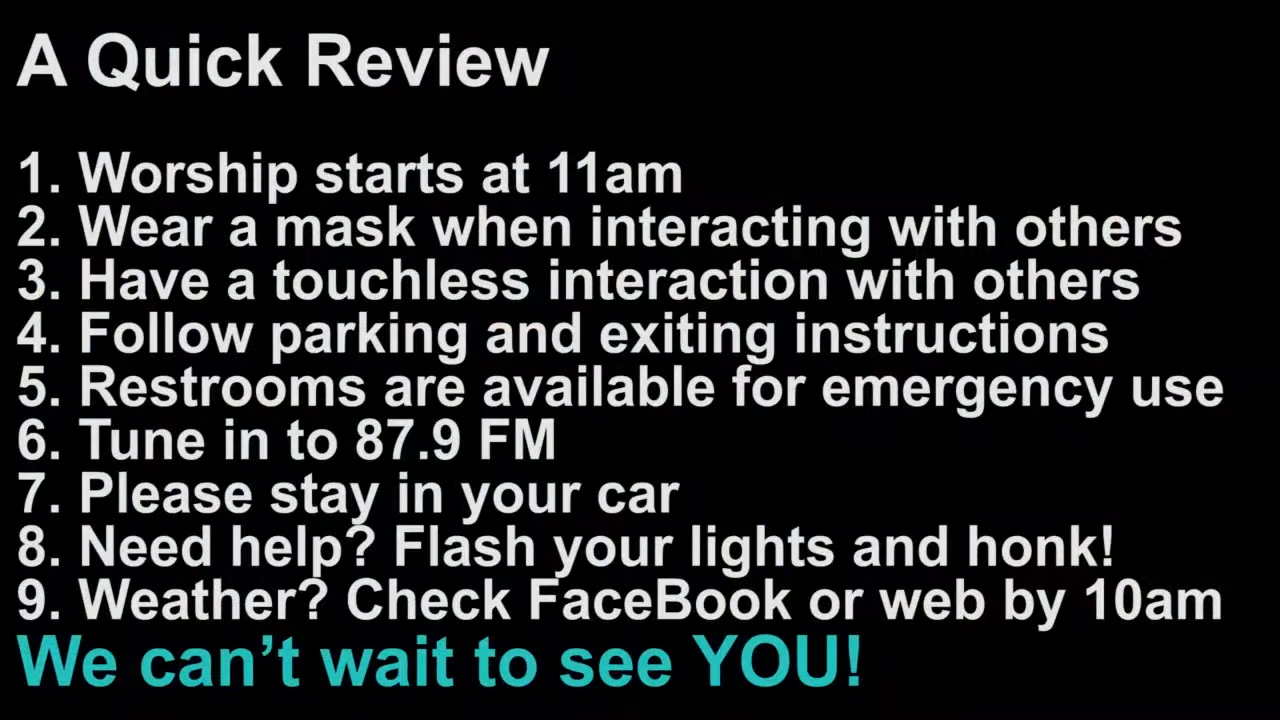 A Quick Review
1. Worship starts at 11am
2. Wear a mask when interacting with others
3. Have a touchless interaction with others
4. Follow parking and exiting instructions
5. Restrooms are available for emergency use
6. Tune in to 87.9 FM
7. Please stay in your car
8. Need help? Flash your lights and honk!
9. Weather? Check FaceBook or web by 10am
We can’t wait to see YOU!